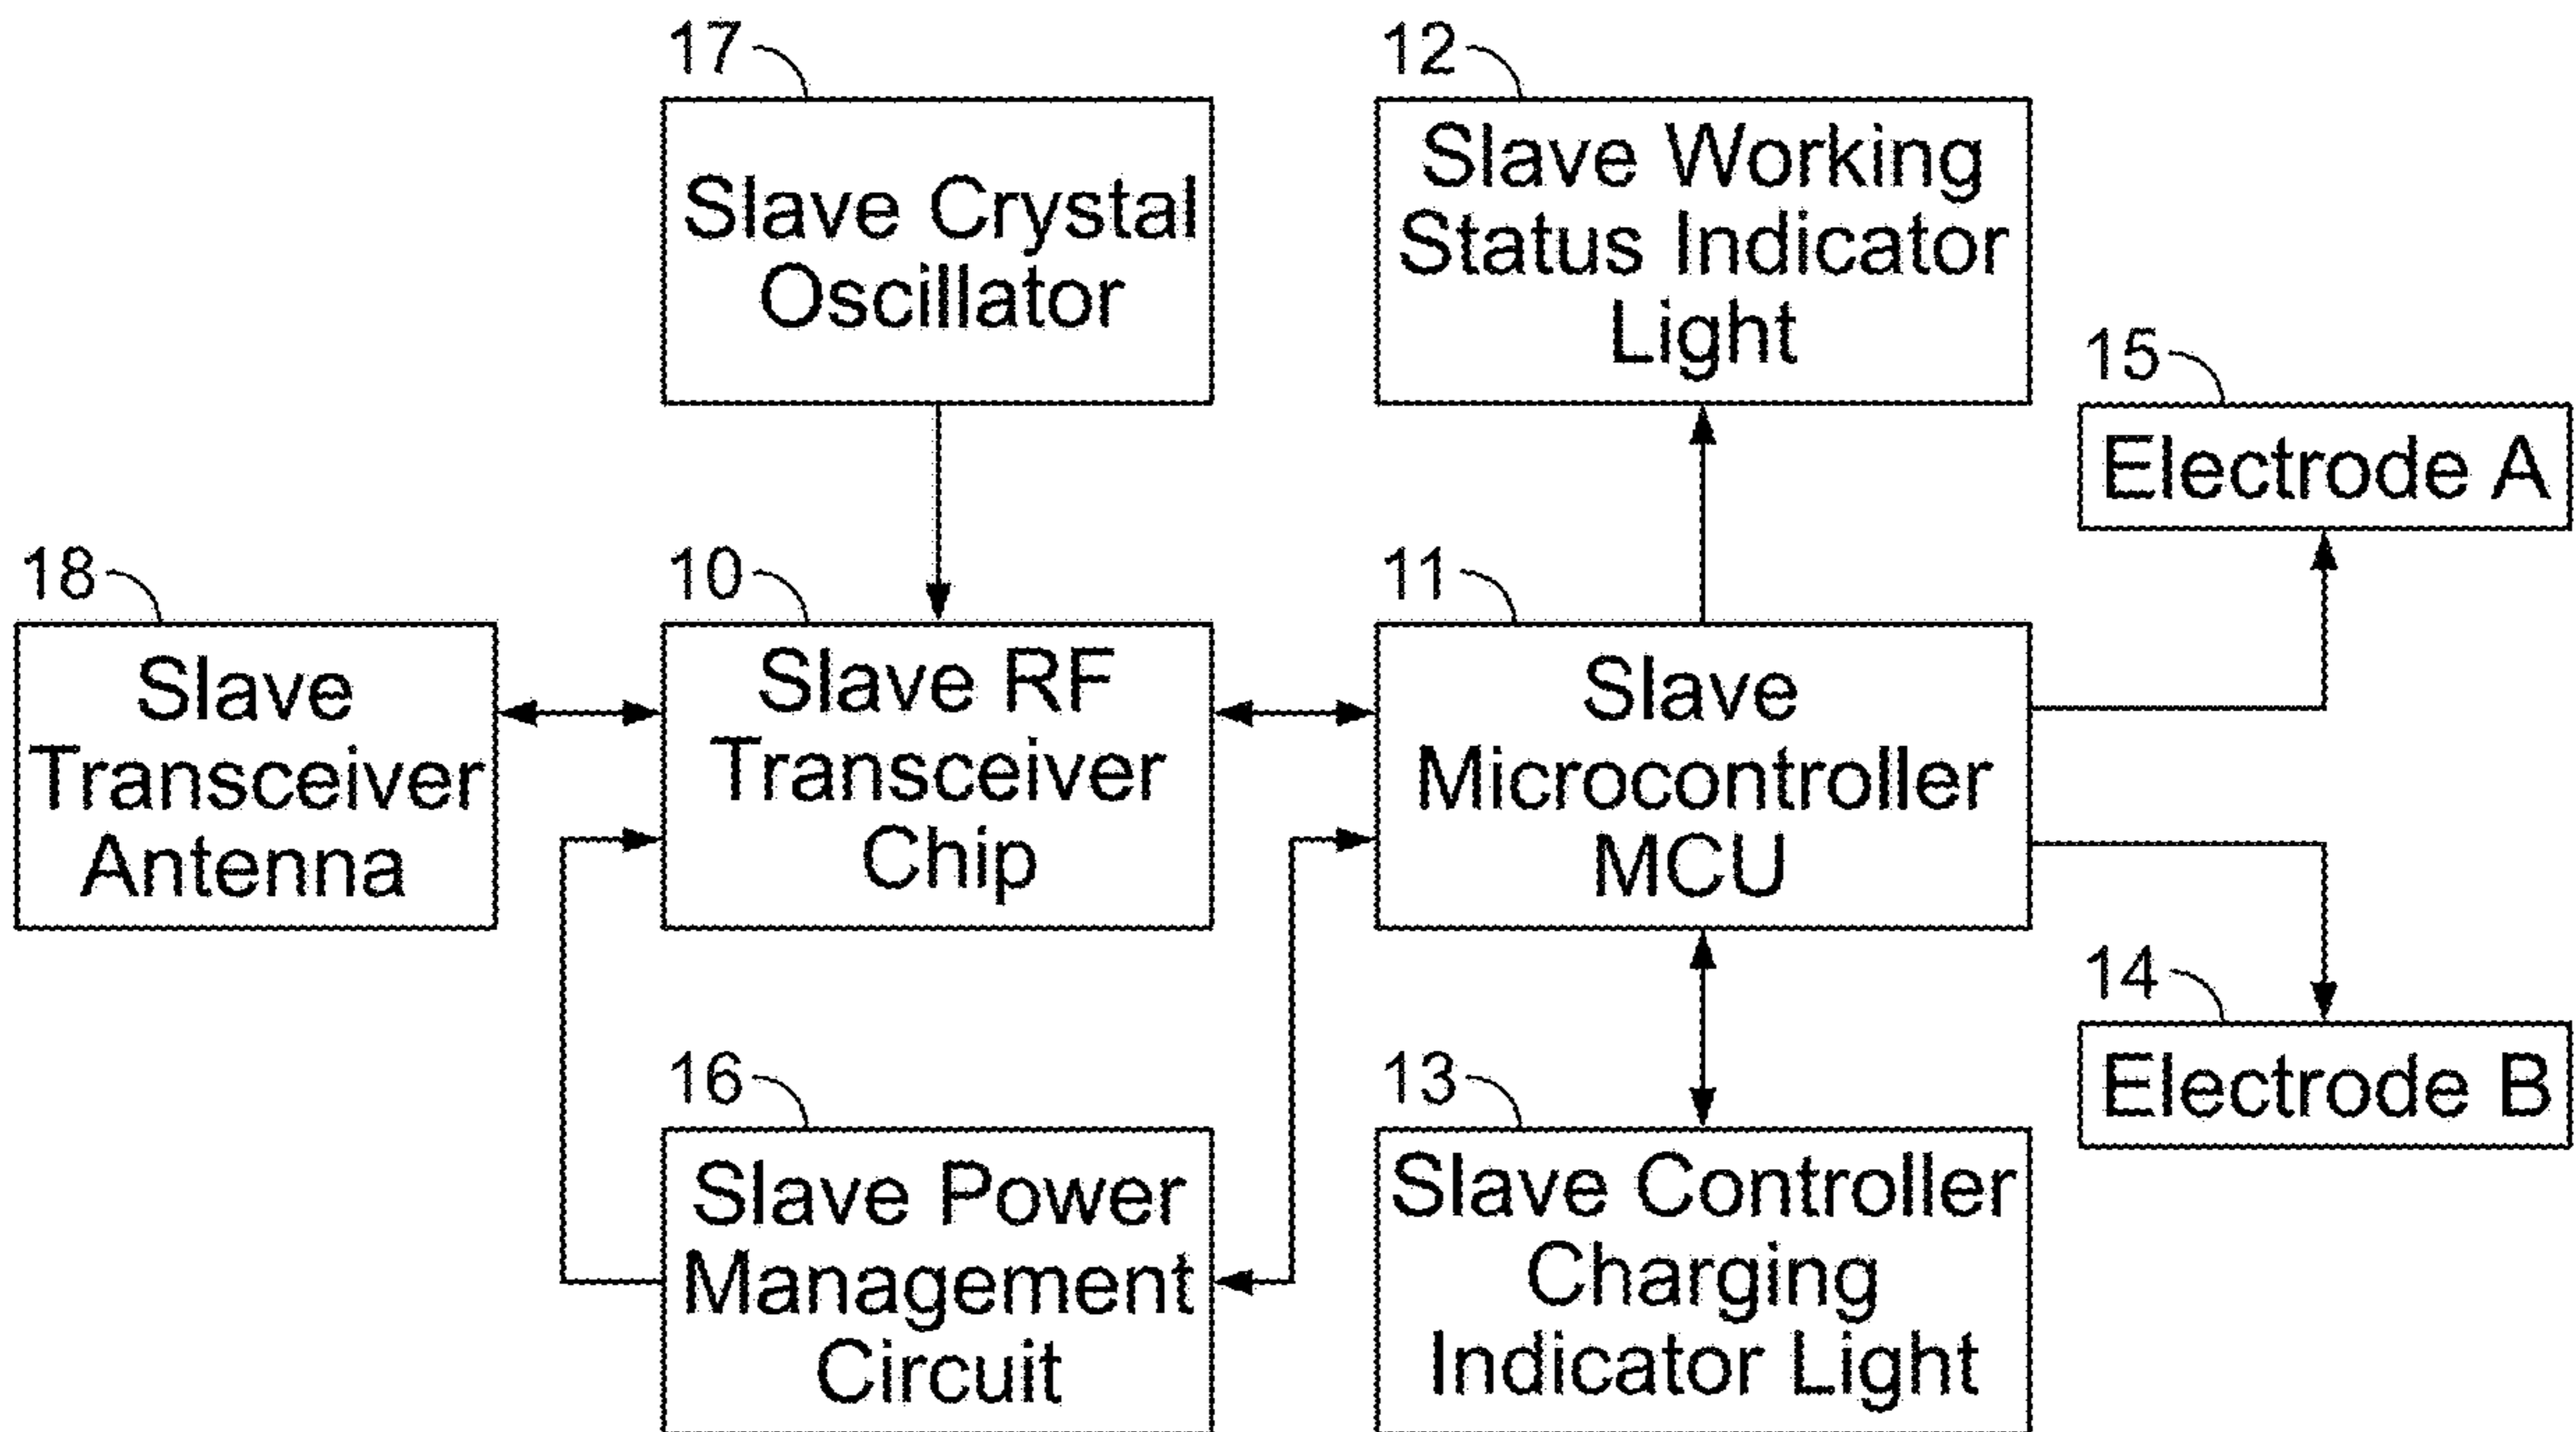 17
Slave Crystal
Oscillator
12
Slave Working
Status Indicator
Light
15
Electrode A
18
Slave
Transceiver
Antenna
10
Slave RF
Transceiver
Chip
11
Slave
Microcontroller
MCU
14
Electrode B
16
Slave Power
Management
Circuit
13
Slave Controller
Charging
Indicator Light